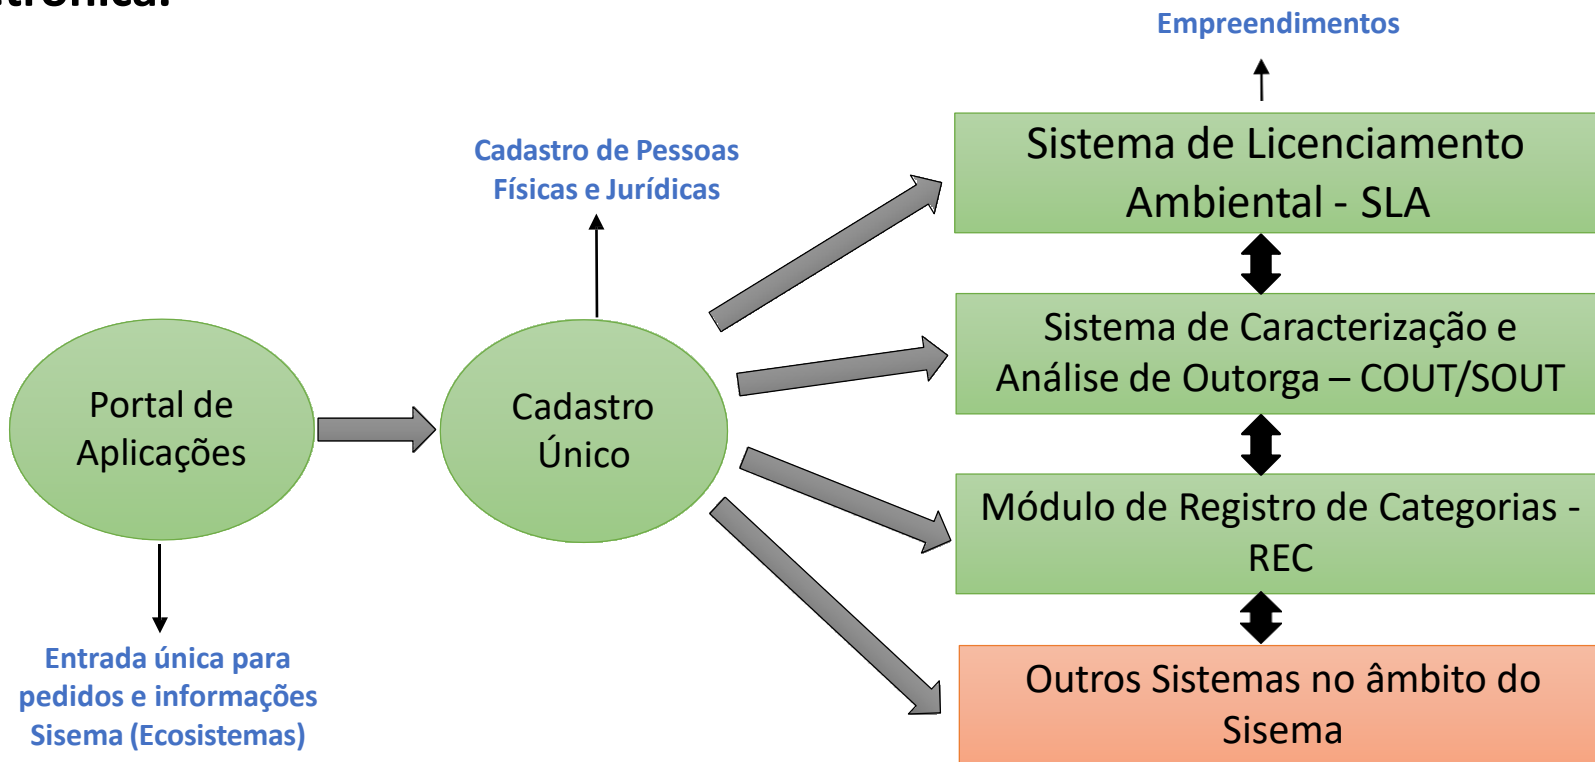 Empreendimentos
Sistema de Licenciamento
Ambiental - SLA
Cadastro de Pessoas
Físicas e Jurídicas
Sistema de Caracterização e
Análise de Outorga – COUT/SOUT
Portal de
Aplicações
Cadastro
Único
Módulo de Registro de Categorias -
REC
Entrada única para
pedidos e informações
Sisema (Ecosistemas)
Outros Sistemas no âmbito do
Sisema